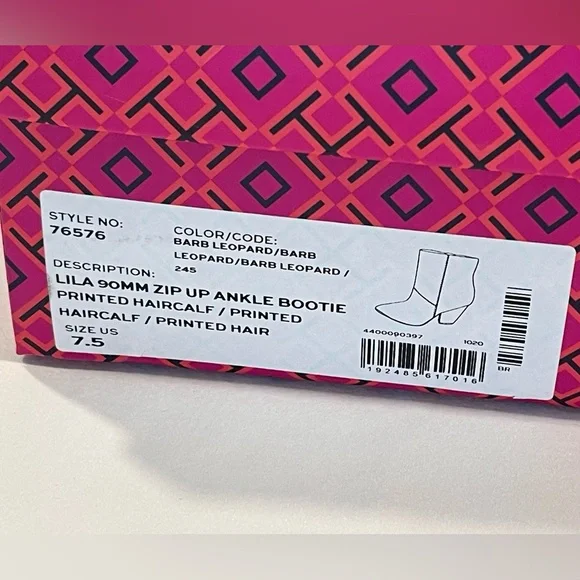 STYLE NO:
76576
COLOR/CODE:
BARB LEOPARD/BARB
LEOPARD/BARB LEOPARD /
245
DESCRIPTION:
LILA 90MM ZIP UP ANKLE BOOTIE
PRINTED HAIRCALF / PRINTED
HAIRCALF / PRINTED HAIR
SIZE US
7.5
4400090397
1020
192485617016
BR